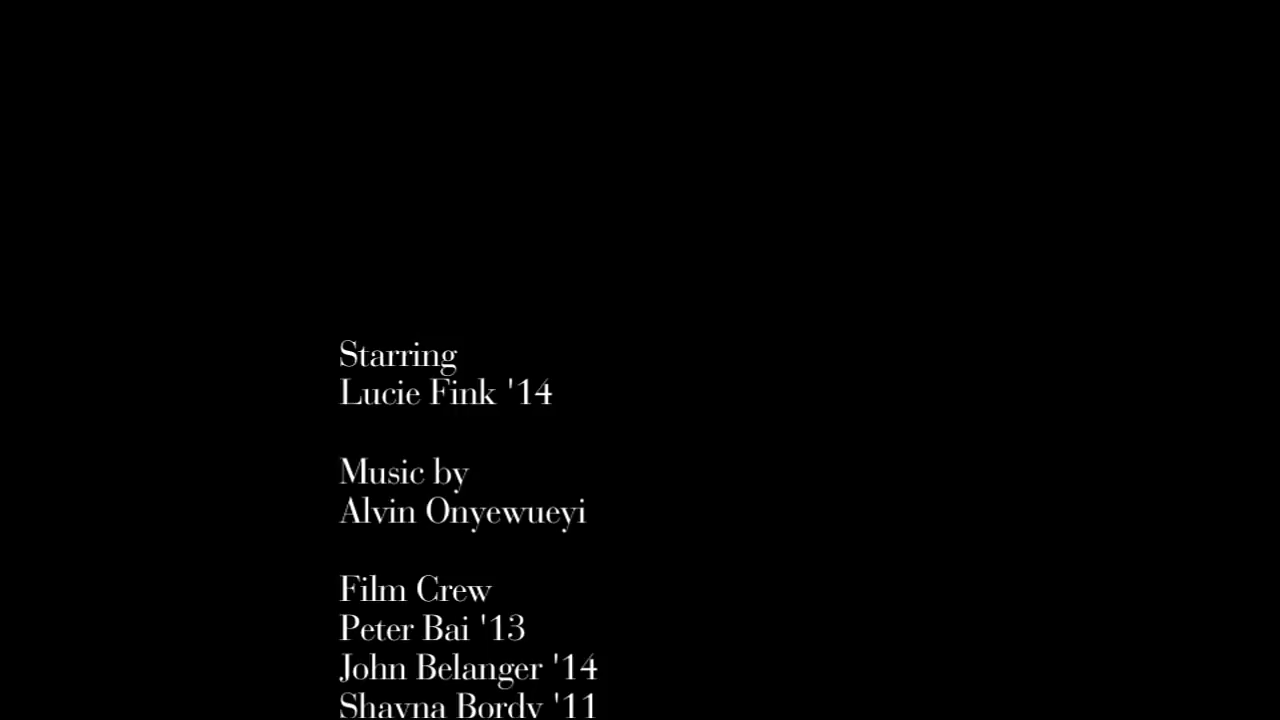 Starring
Lucie Fink '14
Music by
Alvin Onyewueyi
Film Crew
Peter Bai '13
John Belanger '14
Shayna Bordy '11